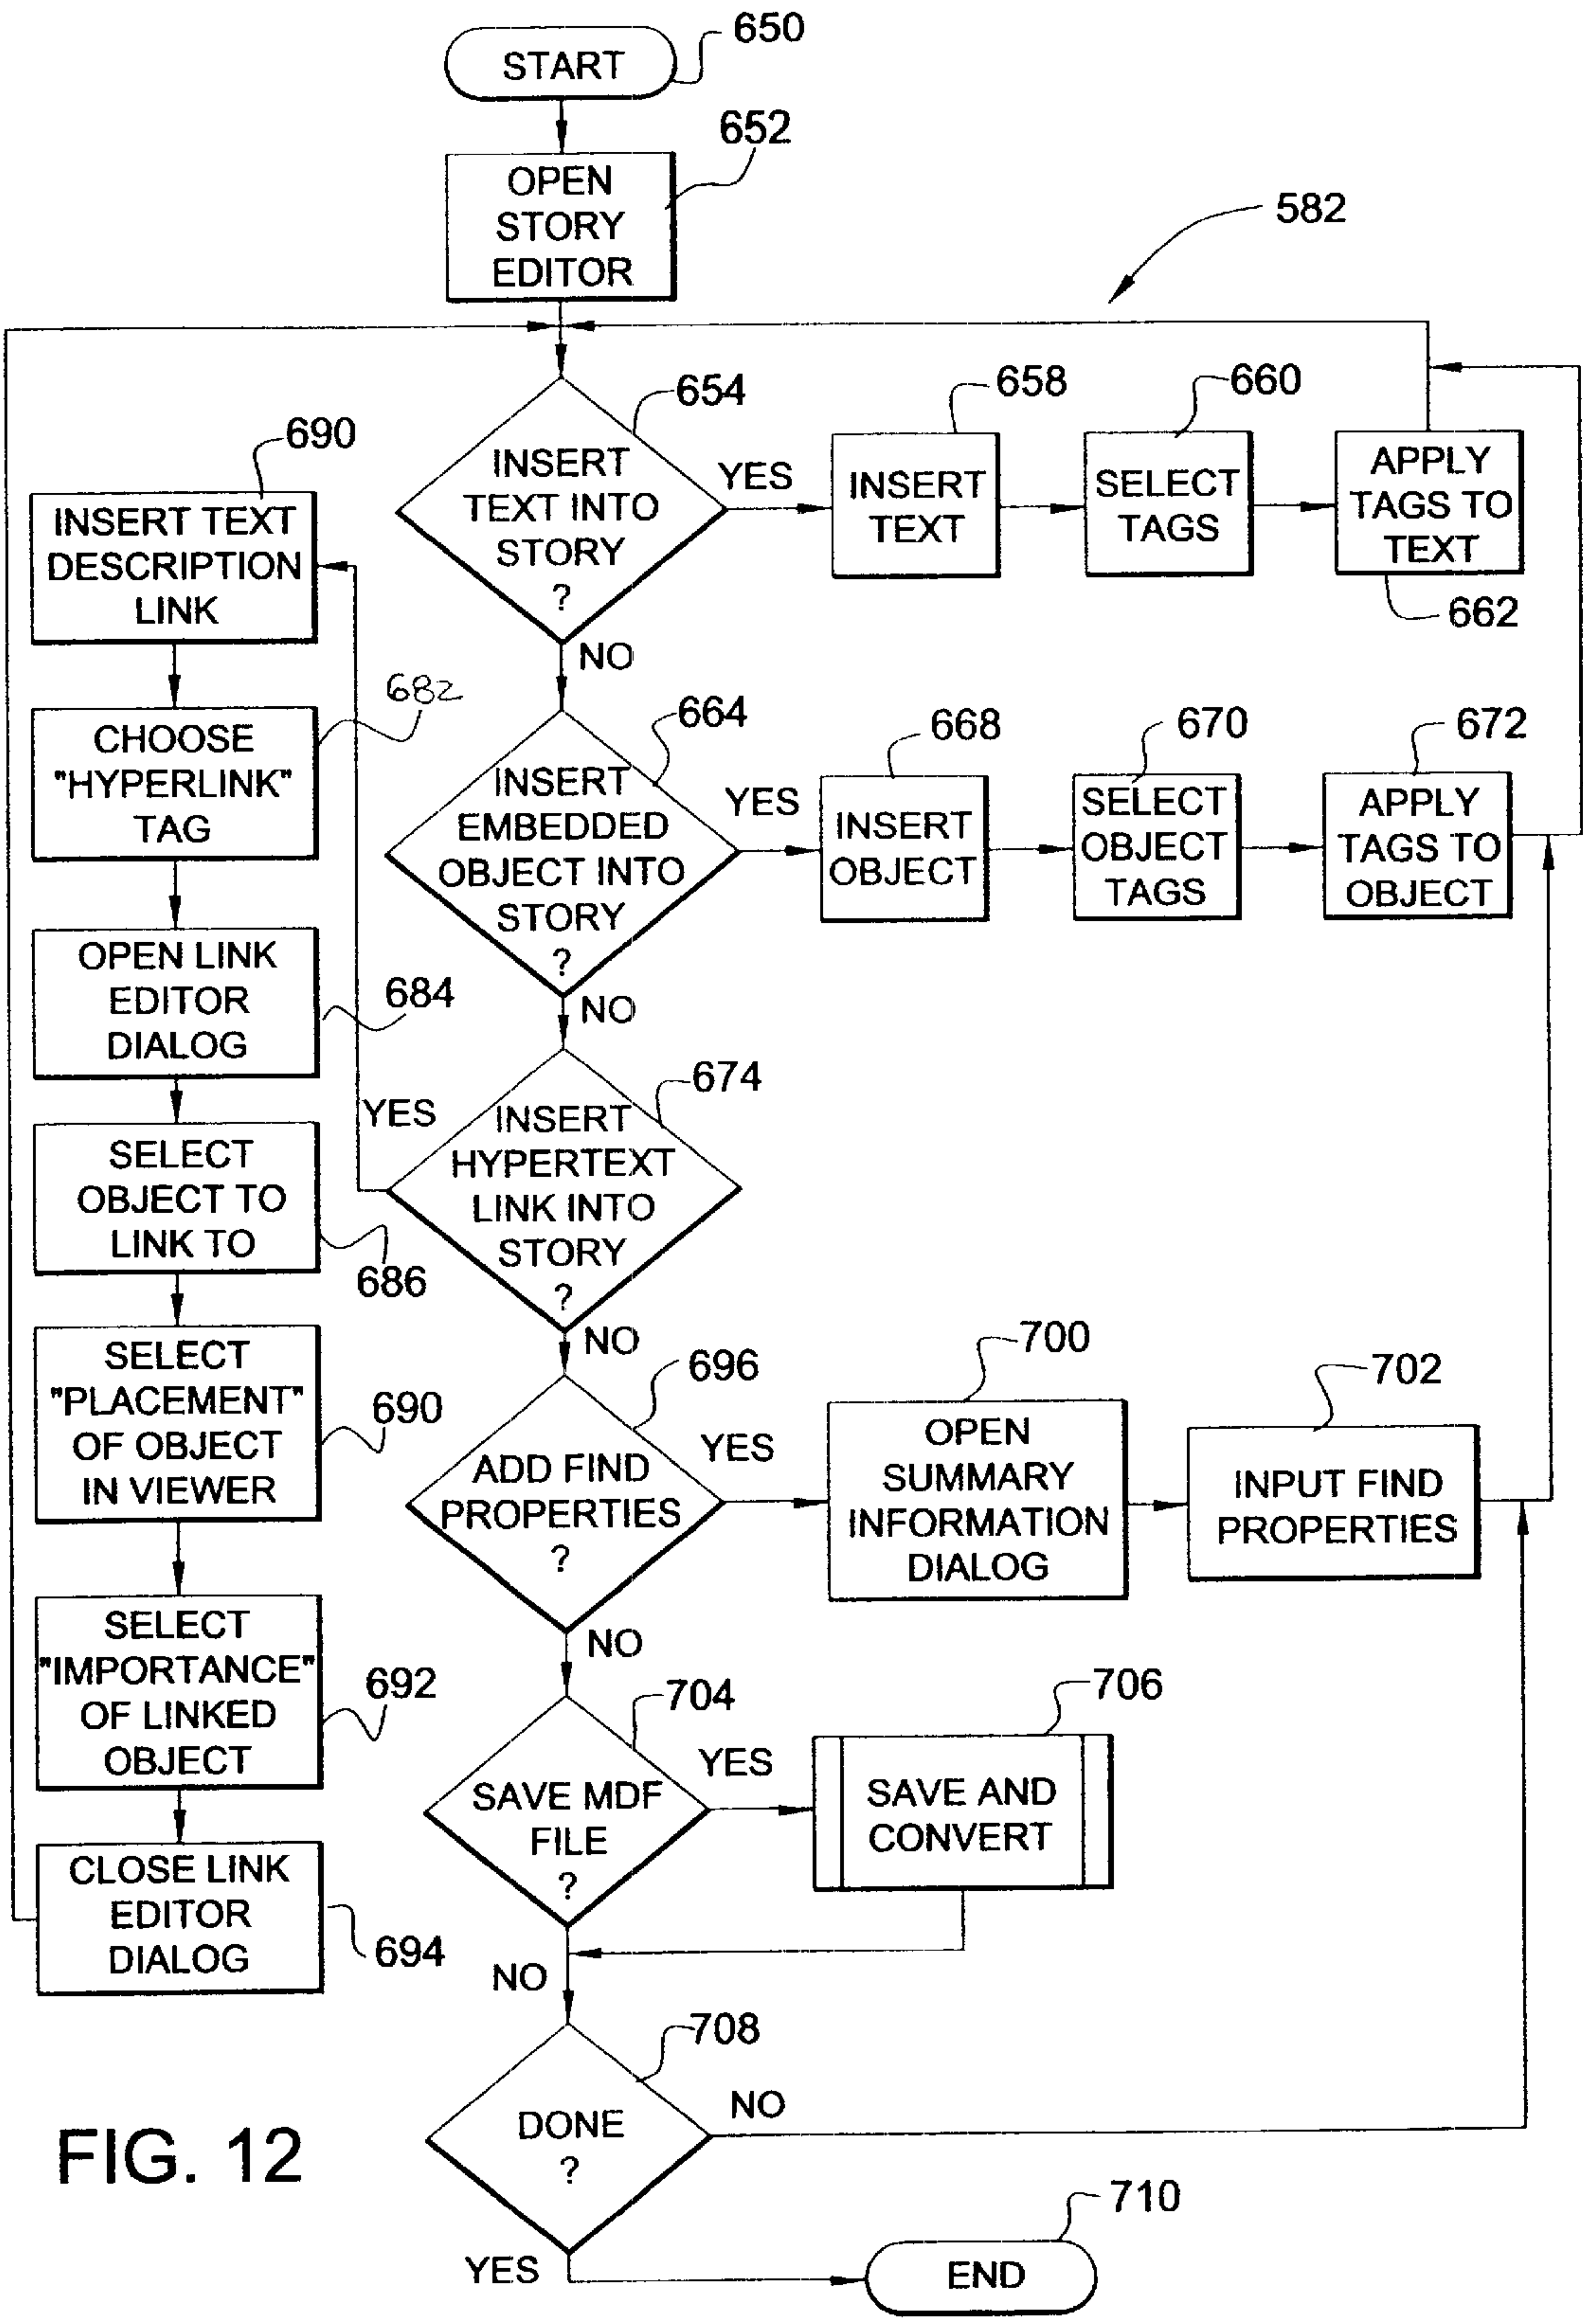 650
START
652
OPEN
STORY
EDITOR
582
654
INSERT
TEXT INTO
STORY
?
YES
658
INSERT
TEXT
660
SELECT
TAGS
APPLY
TAGS TO
TEXT
662
NO
690
INSERT TEXT
DESCRIPTION
LINK
682
CHOOSE
"HYPERLINK"
TAG
664
INSERT
EMBEDDED
OBJECT INTO
STORY
?
YES
668
INSERT
OBJECT
670
SELECT
OBJECT
TAGS
672
APPLY
TAGS TO
OBJECT
NO
OPEN LINK
EDITOR
DIALOG
684
674
INSERT
HYPERTEXT
LINK INTO
STORY
?
YES
NO
SELECT
OBJECT TO
LINK TO
686
SELECT
"PLACEMENT"
OF OBJECT
IN VIEWER
690
696
ADD FIND
PROPERTIES
?
YES
700
OPEN
SUMMARY
INFORMATION
DIALOG
702
INPUT FIND
PROPERTIES
NO
SELECT
"IMPORTANCE"
OF LINKED
OBJECT
692
704
SAVE MDF
FILE
?
YES
706
SAVE AND
CONVERT
NO
CLOSE LINK
EDITOR
DIALOG
694
708
DONE
?
NO
YES
710
END
FIG. 12